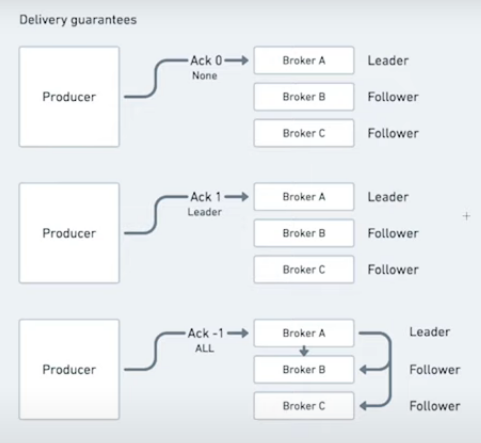 Delivery guarantees
Producer
Ack 0
None
Broker A
Leader
Broker B
Follower
Broker C
Follower
Producer
Ack 1
Leader
Broker A
Leader
Broker B
Follower
Broker C
Follower
Producer
Ack -1
ALL
Broker A
Leader
Broker B
Follower
Broker C
Follower